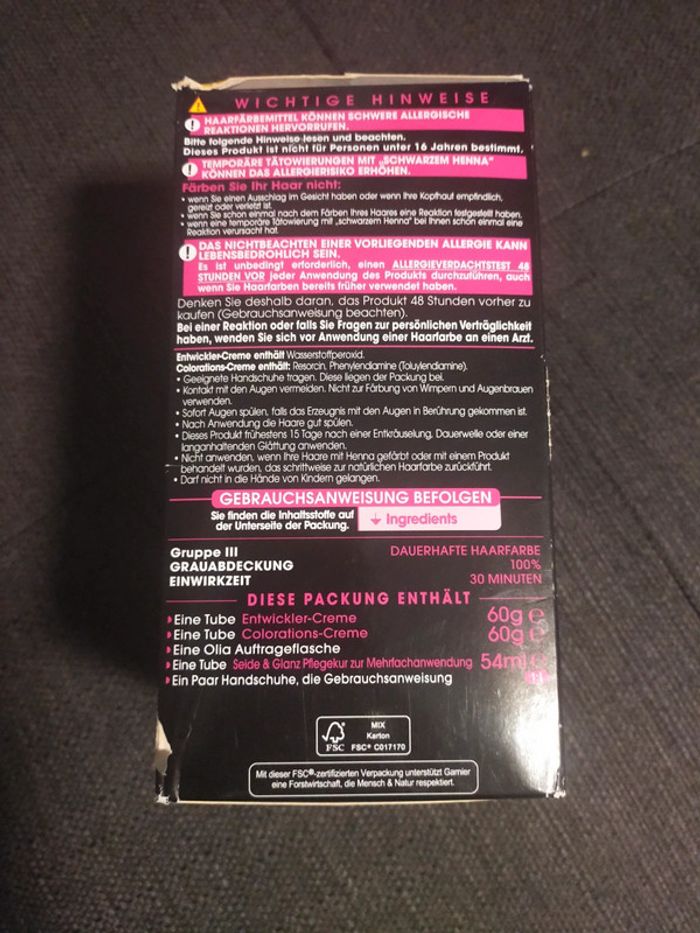 WICHTIGE HINWEISE
HAARFÄRBEMITTEL KÖNNEN SCHWERE ALLERGISCHE
REAKTIONEN HERVORRUFEN.
Bitte folgende Hinweise lesen und beachten.
Dieses Produkt ist nicht für Personen unter 16 Jahren bestimmt.
TEMPORÄRE TÄTOWIERUNGEN MIT „SCHWARZEM HENNA"
KÖNNEN DAS ALLERGIERISIKO ERHÖHEN.
Färben Sie Ihr Haar nicht:
• wenn Sie einen Ausschlag im Gesicht haben oder wenn Ihre Kopfhaut empfindlich,
gereizt oder verletzt ist.
• wenn Sie schon einmal nach dem Färben Ihres Haares eine Reaktion festgestellt haben.
• wenn eine temporäre Tätowierung mit „schwarzem Henna" bei Ihnen schon einmal eine
Reaktion verursacht hat.
DAS NICHTBEACHTEN EINER VORLIEGENDEN ALLERGIE KANN
LEBENSBEDROHLICH SEIN.
Es ist unbedingt erforderlich, einen ALLERGIEVERDACHTSTEST 48
STUNDEN VOR jeder Anwendung des Produkts durchzuführen, auch
wenn Sie Haarfarben bereits früher verwendet haben.
Denken Sie deshalb daran, das Produkt 48 Stunden vorher zu
kaufen (Gebrauchsanweisung beachten).
Bei einer Reaktion oder falls Sie Fragen zur persönlichen Verträglichkeit
haben, wenden Sie sich vor Anwendung einer Haarfarbe an einen Arzt.
Entwickler-Creme enthält Wasserstoffperoxid.
Colorations-Creme enthält: Resorcin, Phenylendiamine (Toluylendiamine).
• Geeignete Handschuhe tragen. Diese liegen der Packung bei.
• Kontakt mit den Augen vermeiden. Nicht zur Färbung von Wimpern und Augenbrauen
verwenden.
• Sofort Augen spülen, falls das Erzeugnis mit den Augen in Berührung gekommen ist.
• Nach Anwendung die Haare gut spülen.
• Dieses Produkt frühestens 15 Tage nach einer Entkräuselung, Dauerwelle oder einer
langanhaltenden Glättung anwenden.
• Nicht anwenden, wenn Ihre Haare mit Henna gefärbt oder mit einem Produkt
behandelt wurden, das schrittweise zur natürlichen Haarfarbe zurückführt.
• Darf nicht in die Hände von Kindern gelangen.
GEBRAUCHSANWEISUNG BEFOLGEN
Sie finden die Inhaltsstoffe auf
der Unterseite der Packung.
Ingredients
Gruppe III DAUERHAFTE HAARFARBE
GRAUABDECKUNG 100%
EINWIRKZEIT 30 MINUTEN
DIESE PACKUNG ENTHÄLT
Eine Tube Entwickler-Creme 60g e
Eine Tube Colorations-Creme 60g e
Eine Olia Auftrageflasche
Eine Tube Seide & Glanz Pflegekur zur Mehrfachanwendung 54ml e
Ein Paar Handschuhe, die Gebrauchsanweisung
FSC
MIX
Karton
FSC® C017170
Mit dieser FSC®-zertifizierten Verpackung unterstützt Garnier
eine Forstwirtschaft, die Mensch & Natur respektiert.